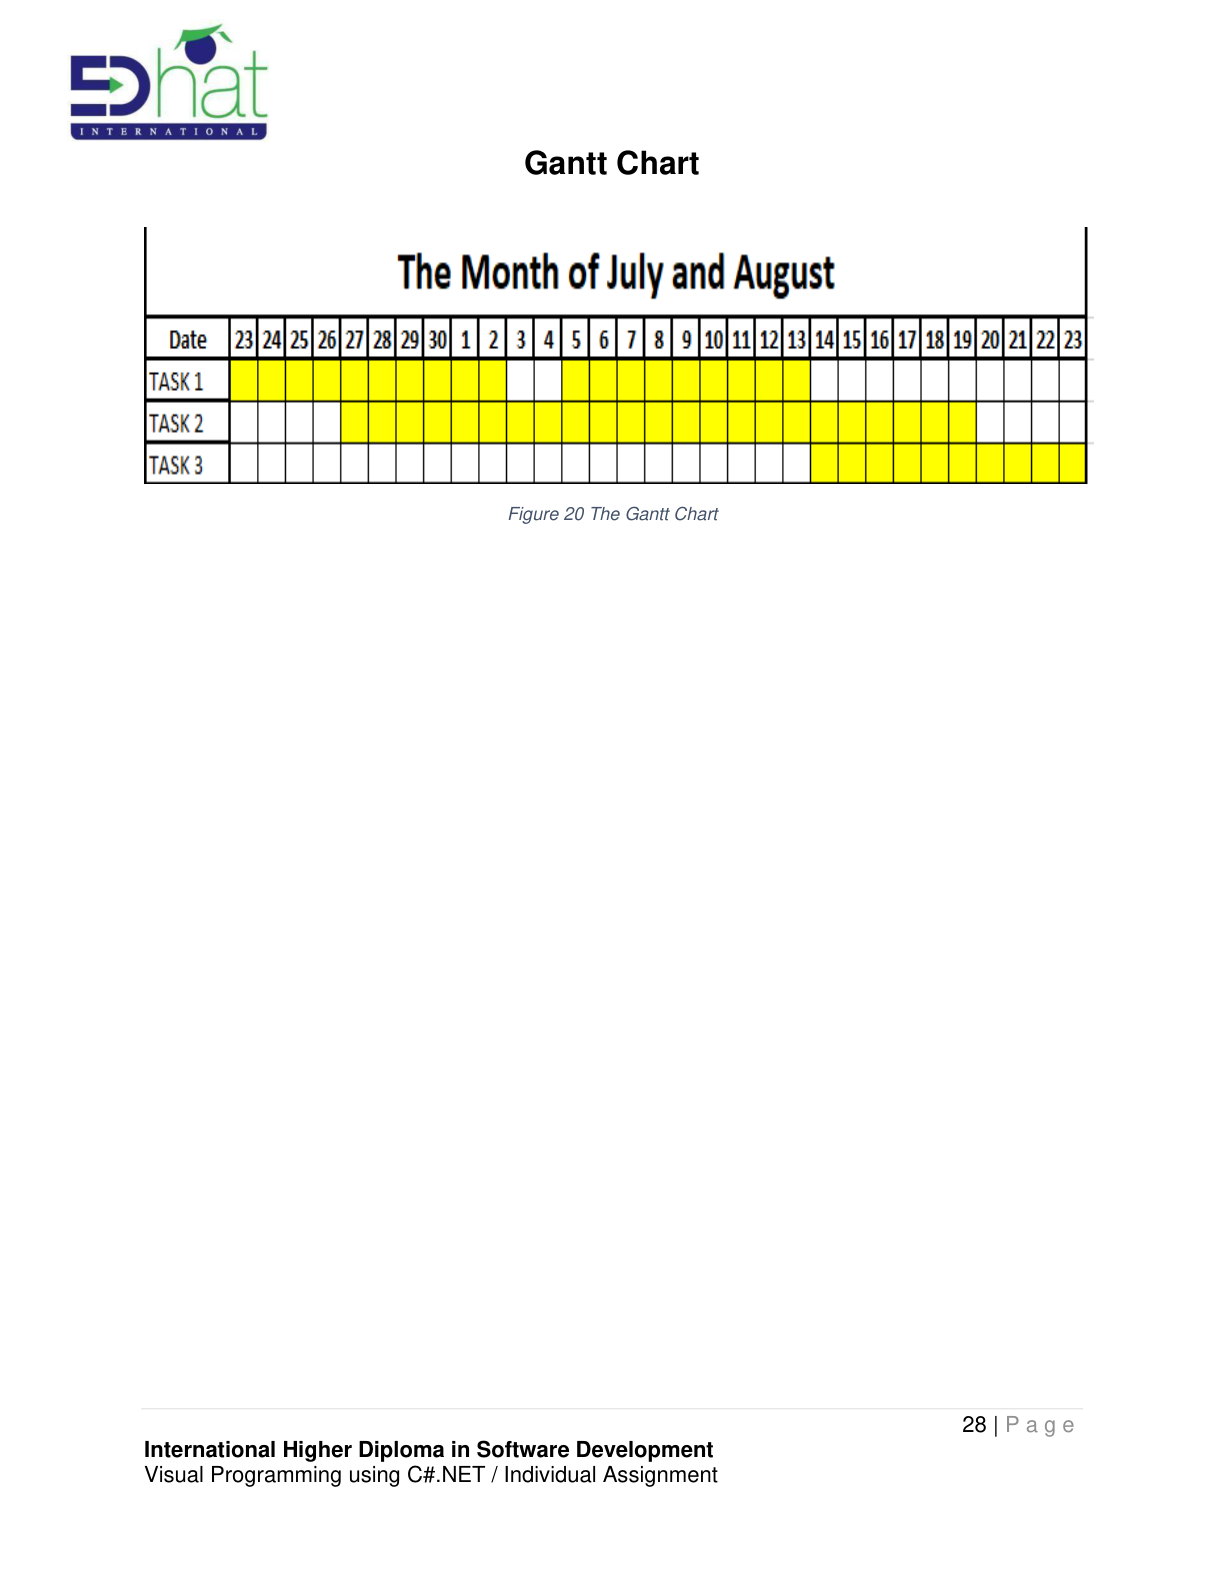 EDhat
INTERNATIONAL
Gantt Chart
The Month of July and August
Date 23 24 25 26 27 28 29 30 1 2 3 4 5 6 7 8 9 10 11 12 13 14 15 16 17 18 19 20 21 22 23
TASK 1
TASK 2
TASK 3
Figure 20 The Gantt Chart
28 | P a g e
International Higher Diploma in Software Development
Visual Programming using C#.NET / Individual Assignment